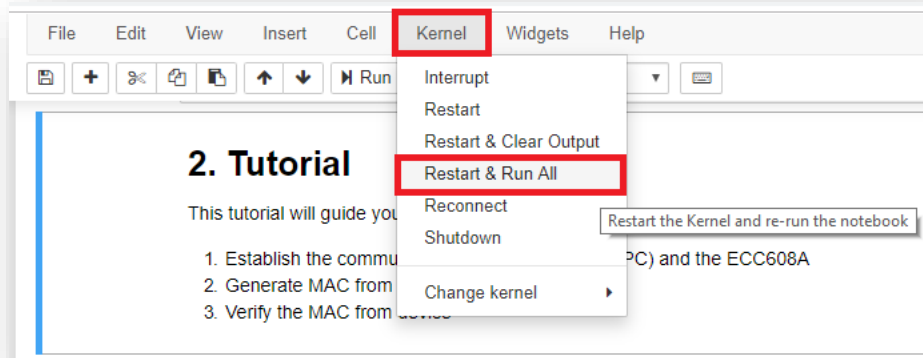 File Edit View Insert Cell Kernel Widgets Help
Run
Interrupt
Restart
Restart & Clear Output
Restart & Run All
Reconnect
Shutdown
Change kernel
Restart the Kernel and re-run the notebook
2. Tutorial
This tutorial will guide you
1. Establish the commu PC) and the ECC608A
2. Generate MAC from
3. Verify the MAC from device